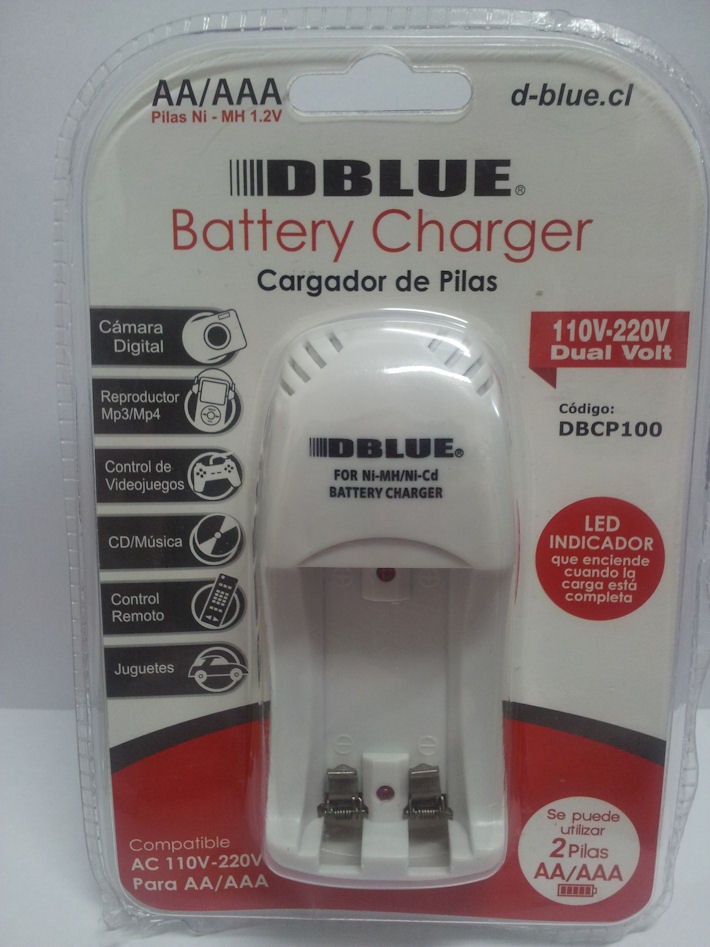 AA/AAA
Pilas Ni - MH 1.2V
d-blue.cl
DBLUE®
Battery Charger
Cargador de Pilas
Cámara
Digital
Reproductor
Mp3/Mp4
Control de
Videojuegos
CD/Música
Control
Remoto
Juguetes
110V-220V
Dual Volt
Código:
DBCP100
DBLUE®
FOR Ni-MH/Ni-Cd
BATTERY CHARGER
LED
INDICADOR
que enciende
cuando la
carga está
completa
Compatible
AC 110V-220V
Para AA/AAA
Se puede
utilizar
2 Pilas
AA/AAA